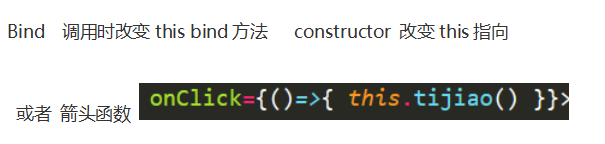 Bind 调用时改变 this bind 方法 constructor 改变 this 指向
或者 箭头函数 onClick={()=>{ this.tijiao() }}>